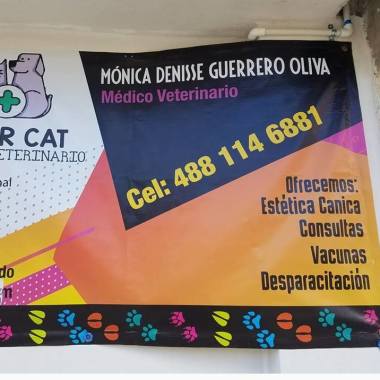 R CAT
ETERINARIO
MÓNICA DENISSE GUERRERO OLIVA
Médico Veterinario
Cel: 488 114 6881
Ofrecemos:
Estética Canica
Consultas
Vacunas
Desparacitación